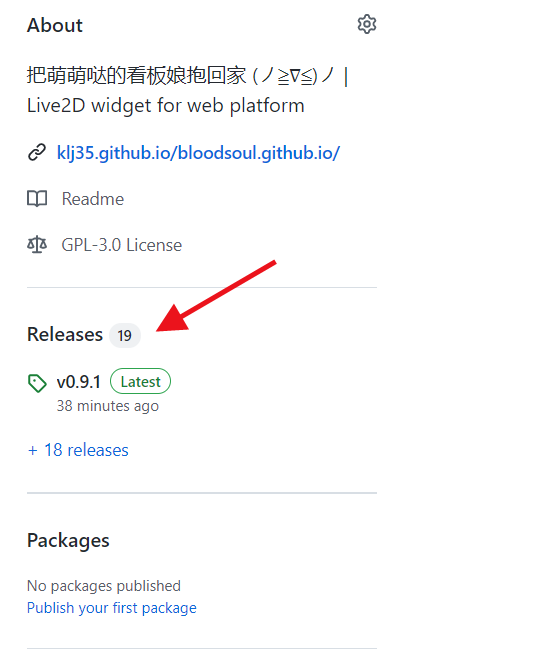 About
把萌萌哒的看板娘抱回家 (ノ≧∇≦)ノ |
Live2D widget for web platform
klj35.github.io/bloodsoul.github.io/
Readme
GPL-3.0 License
Releases 19
v0.9.1 Latest
38 minutes ago
+ 18 releases
Packages
No packages published
Publish your first package